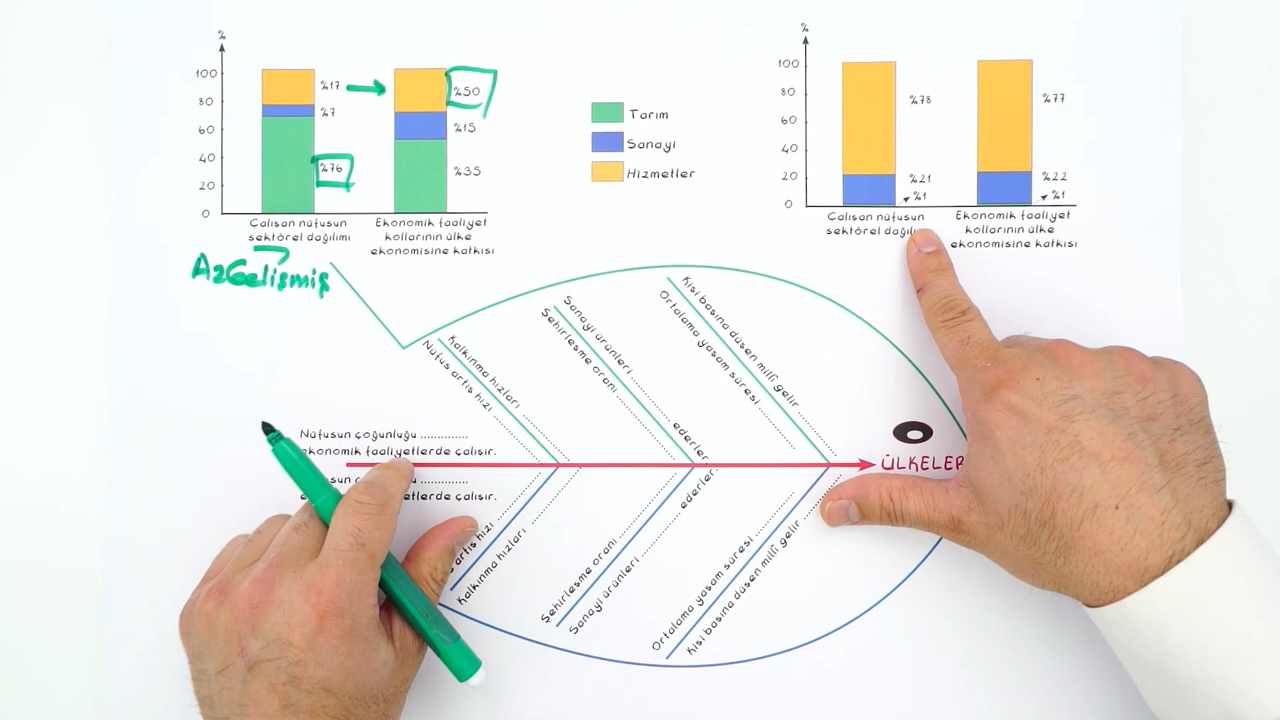 %
100
80
60
40
20
0
%17
%7
%76
%50
%15
%35
Çalışan nüfusun
sektörel dağılımı
Ekonomik faaliyet
kollarının ülke
ekonomisine katkısı
AzGelişmiş
Tarım
Sanayi
Hizmetler
%
100
80
60
40
20
0
%78
%21
%1
%77
%22
%1
Çalışan nüfusun
sektörel
Ekonomik faaliyet
kollarının ülke
ekonomisine katkısı
Kişi başına düşen millî gelir
Ortalama yaşam süresi
Sanayi ürünleri ederler.
Şehirleşme oranı
Kalkınma hızları
Nüfus artış hızı
Nüfusun çoğunluğu
ekonomik faaliyetlerde çalışır.
ÜLKELER
çalışır.
artış hızı
Kalkınma hızları
Şehirleşme oranı
Sanayi ürünleri ederler.
Ortalama yaşam süresi
Kişi başına düşen millî gelir